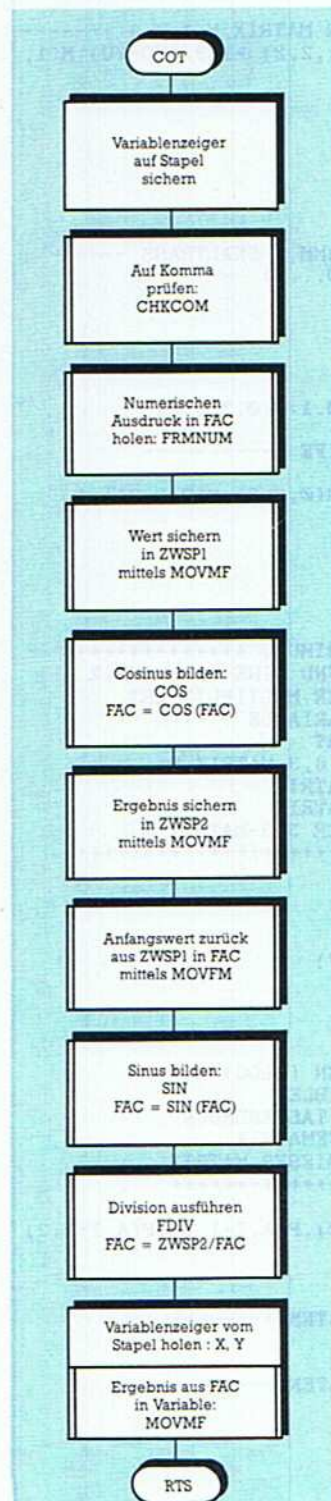 COT
Variablenzeiger
auf Stapel
sichern
Auf Komma
prüfen:
CHKCOM
Numerischen
Ausdruck in FAC
holen: FRMNUM
Wert sichern
in ZWSP1
mittels MOVMF
Cosinus bilden:
COS
FAC = COS (FAC)
Ergebnis sichern
in ZWSP2
mittels MOVMF
Anfangswert zurück
aus ZWSP1 in FAC
mittels MOVFM
Sinus bilden:
SIN
FAC = SIN (FAC)
Division ausführen
FDIV
FAC = ZWSP2/FAC
Variablenzeiger vom
Stapel holen : X, Y
Ergebnis aus FAC
in Variable:
MOVMF
RTS